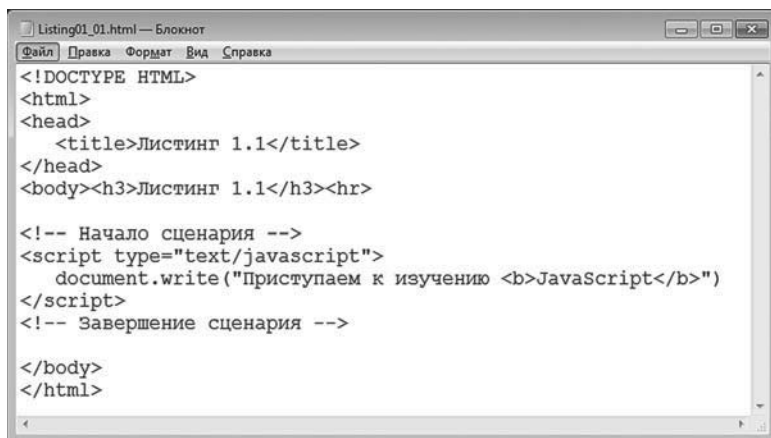 Listing01_01.html — Блокнот
Файл Правка Формат Вид Справка
<!DOCTYPE HTML>
<html>
<head>
   <title>Листинг 1.1</title>
</head>
<body><h3>Листинг 1.1</h3><hr>
<!-- Начало сценария -->
<script type="text/javascript">
   document.write("Приступаем к изучению <b>JavaScript</b>")
</script>
<!-- Завершение сценария -->
</body>
</html>